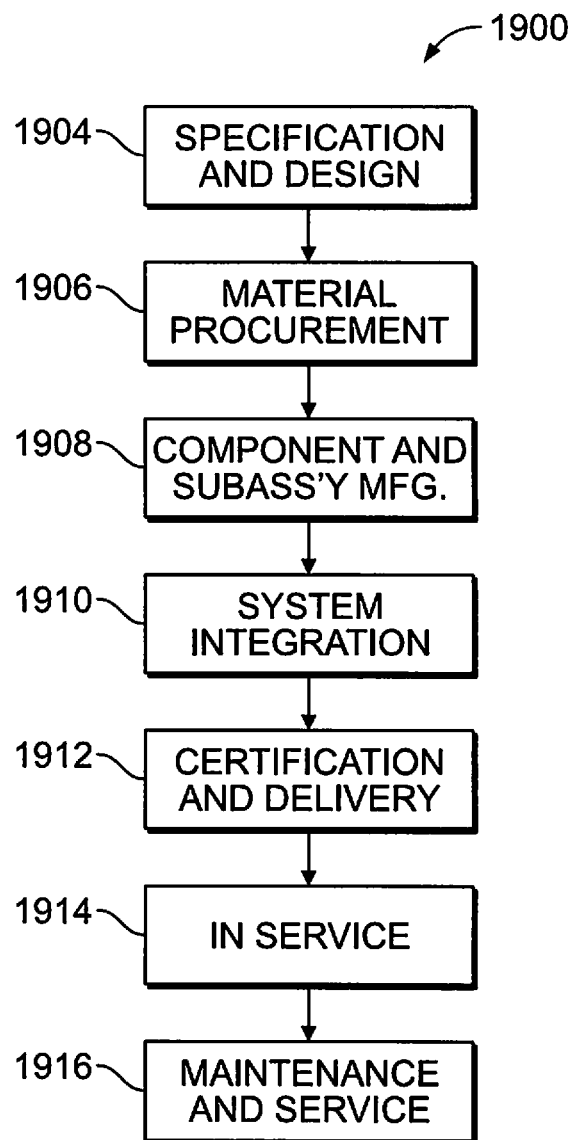 1900
1904
SPECIFICATION
AND DESIGN
1906
MATERIAL
PROCUREMENT
1908
COMPONENT AND
SUBASS'Y MFG.
1910
SYSTEM
INTEGRATION
1912
CERTIFICATION
AND DELIVERY
1914
IN SERVICE
1916
MAINTENANCE
AND SERVICE